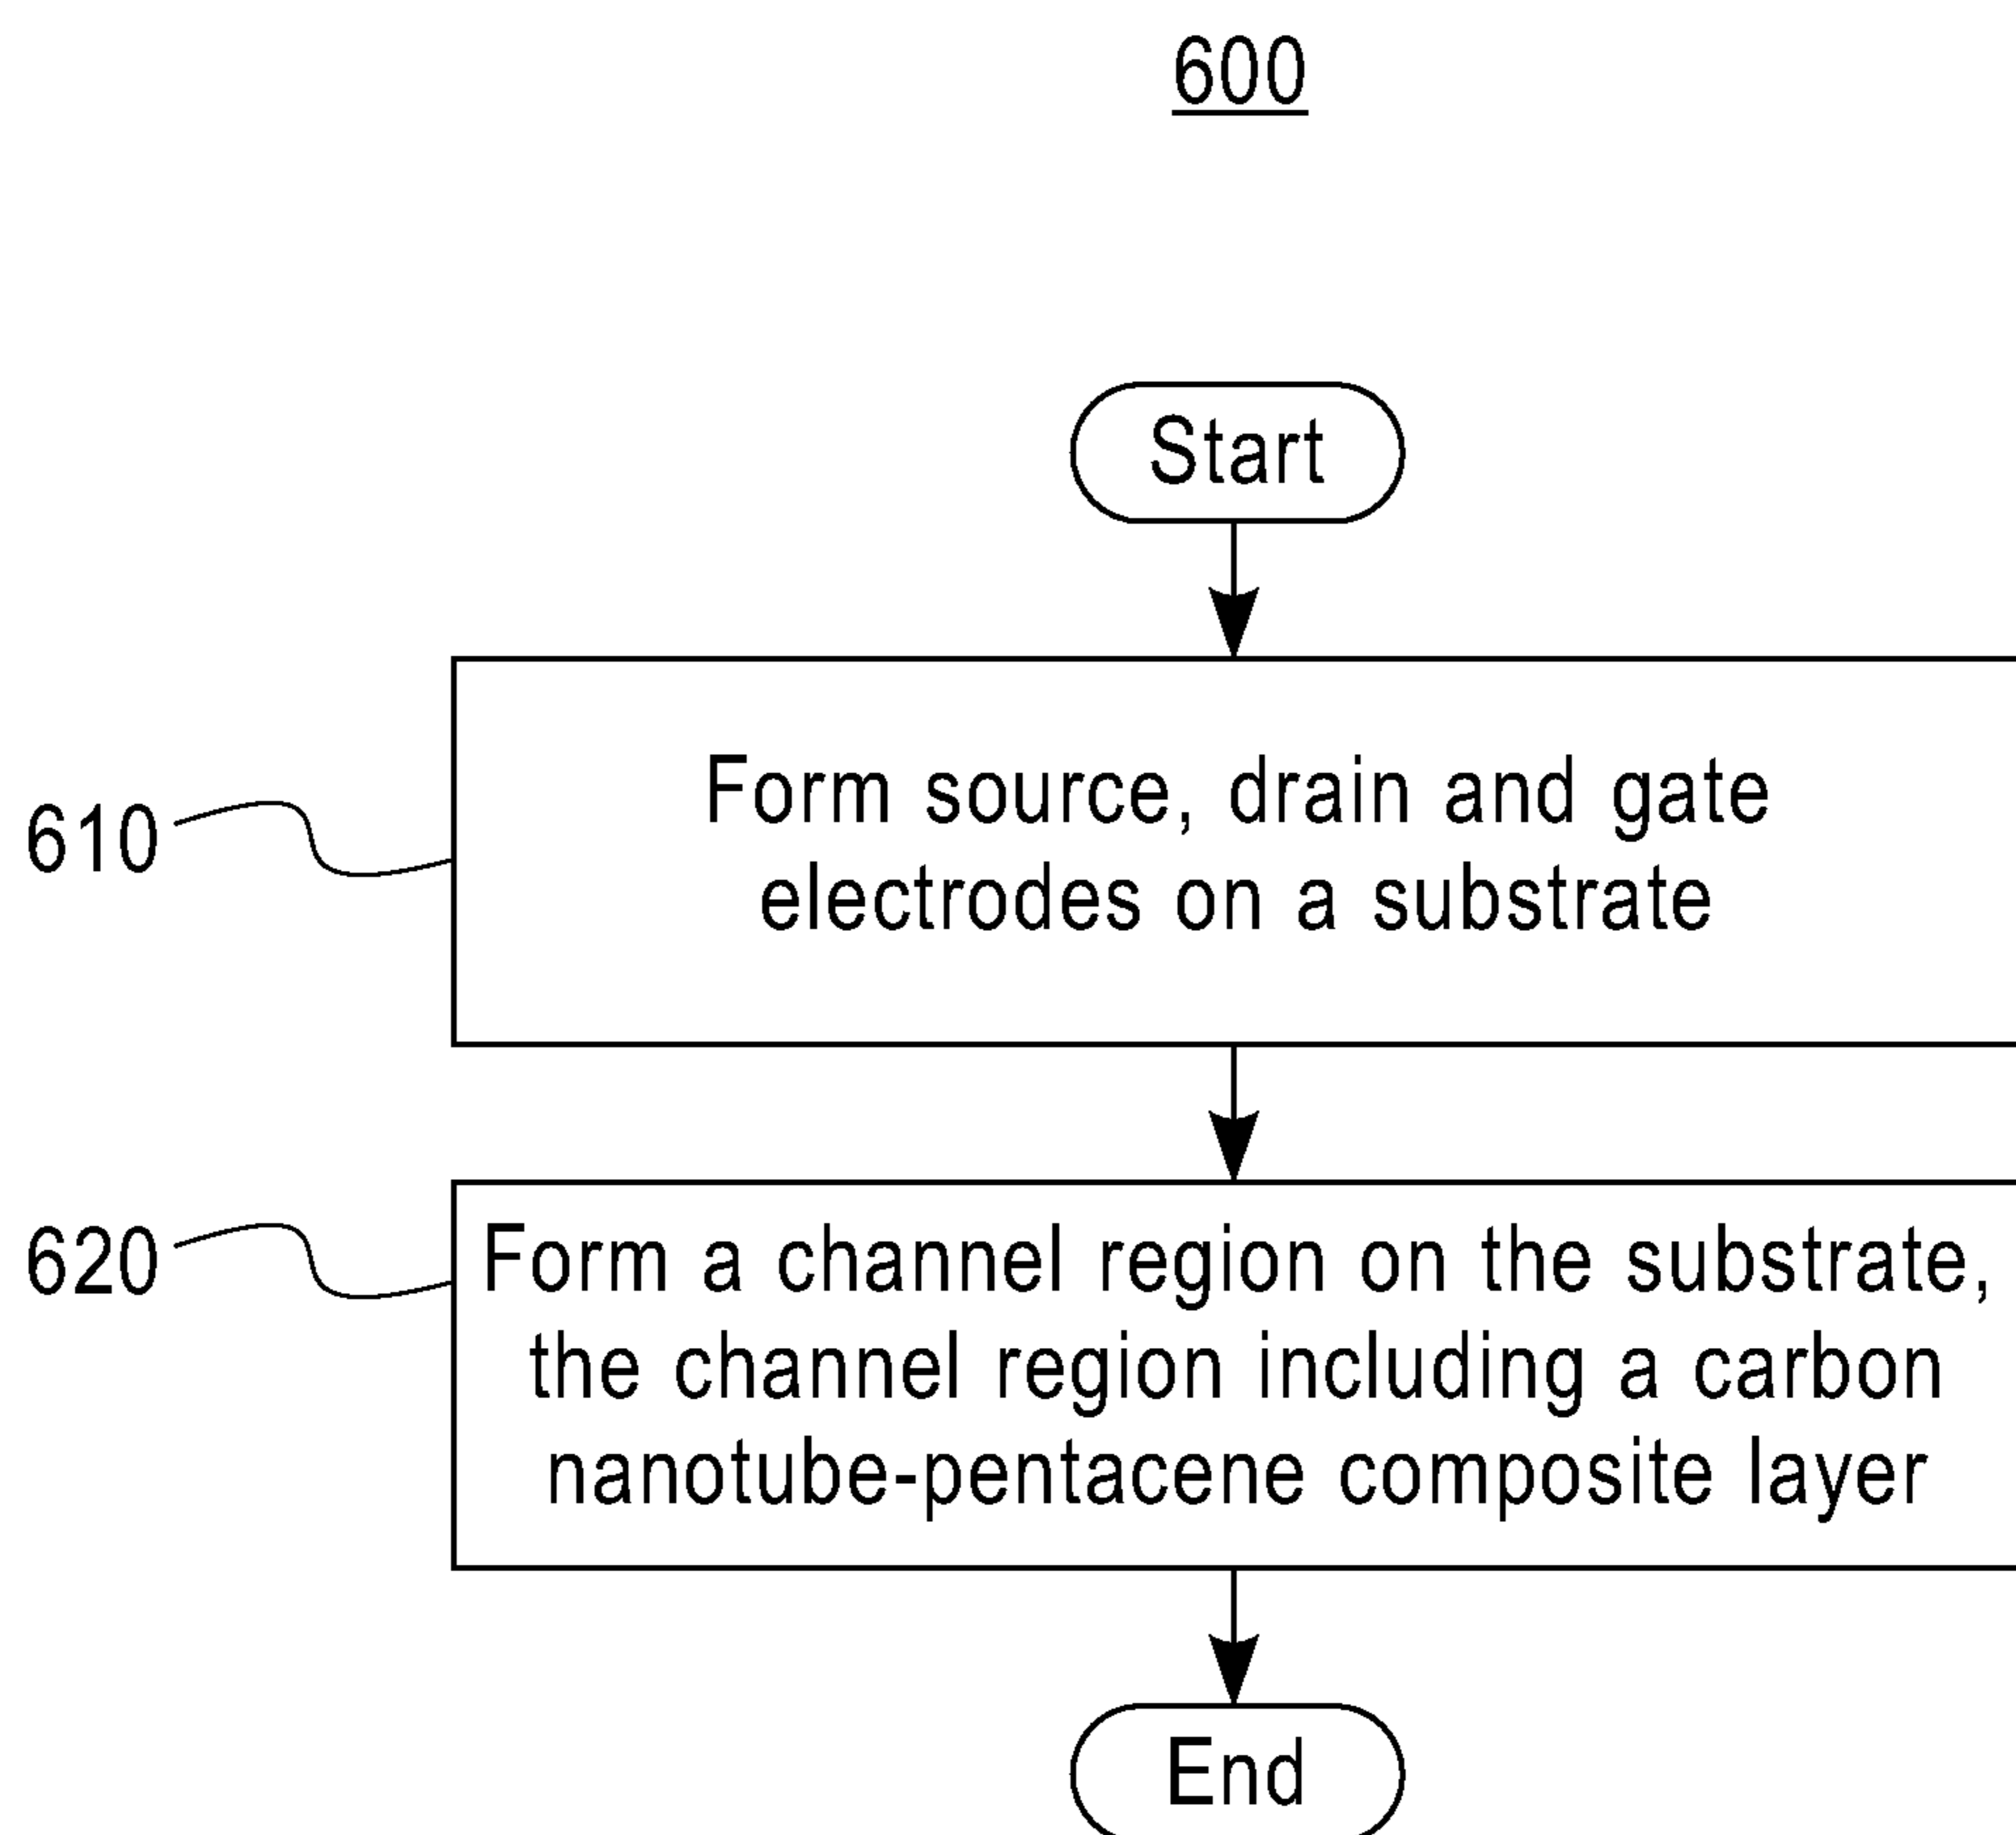 600
Start
610
Form source, drain and gate
electrodes on a substrate
620
Form a channel region on the substrate,
the channel region including a carbon
nanotube-pentacene composite layer
End